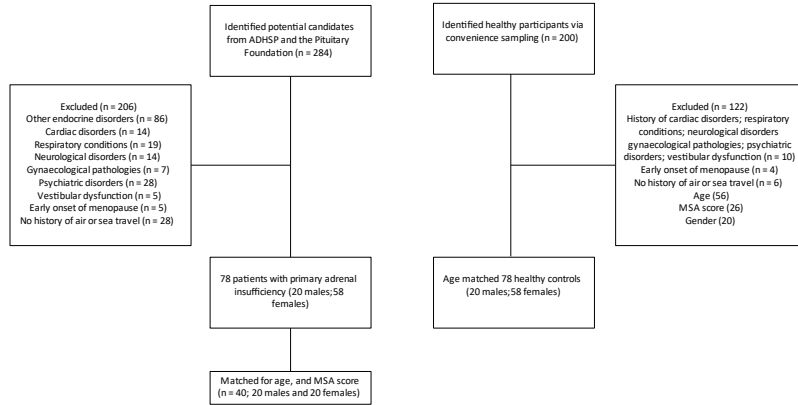 Identified potential candidates
from ADHSP and the Pituitary
Foundation (n = 284)
Identified healthy participants via
convenience sampling (n = 200)
Excluded (n = 206)
Other endocrine disorders (n = 86)
Cardiac disorders (n = 14)
Respiratory conditions (n = 19)
Neurological disorders (n = 14)
Gynaecological pathologies (n = 7)
Psychiatric disorders (n = 28)
Vestibular dysfunction (n = 5)
Early onset of menopause (n = 5)
No history of air or sea travel (n = 28)
Excluded (n = 122)
History of cardiac disorders; respiratory
conditions; neurological disorders
gynaecological pathologies; psychiatric
disorders; vestibular dysfunction (n = 10)
Early onset of menopause (n = 4)
No history of air or sea travel (n = 6)
Age (56)
MSA score (26)
Gender (20)
78 patients with primary adrenal
insufficiency (20 males; 58
females)
Age matched 78 healthy controls
(20 males; 58 females)
Matched for age, and MSA score
(n = 40; 20 males and 20 females)